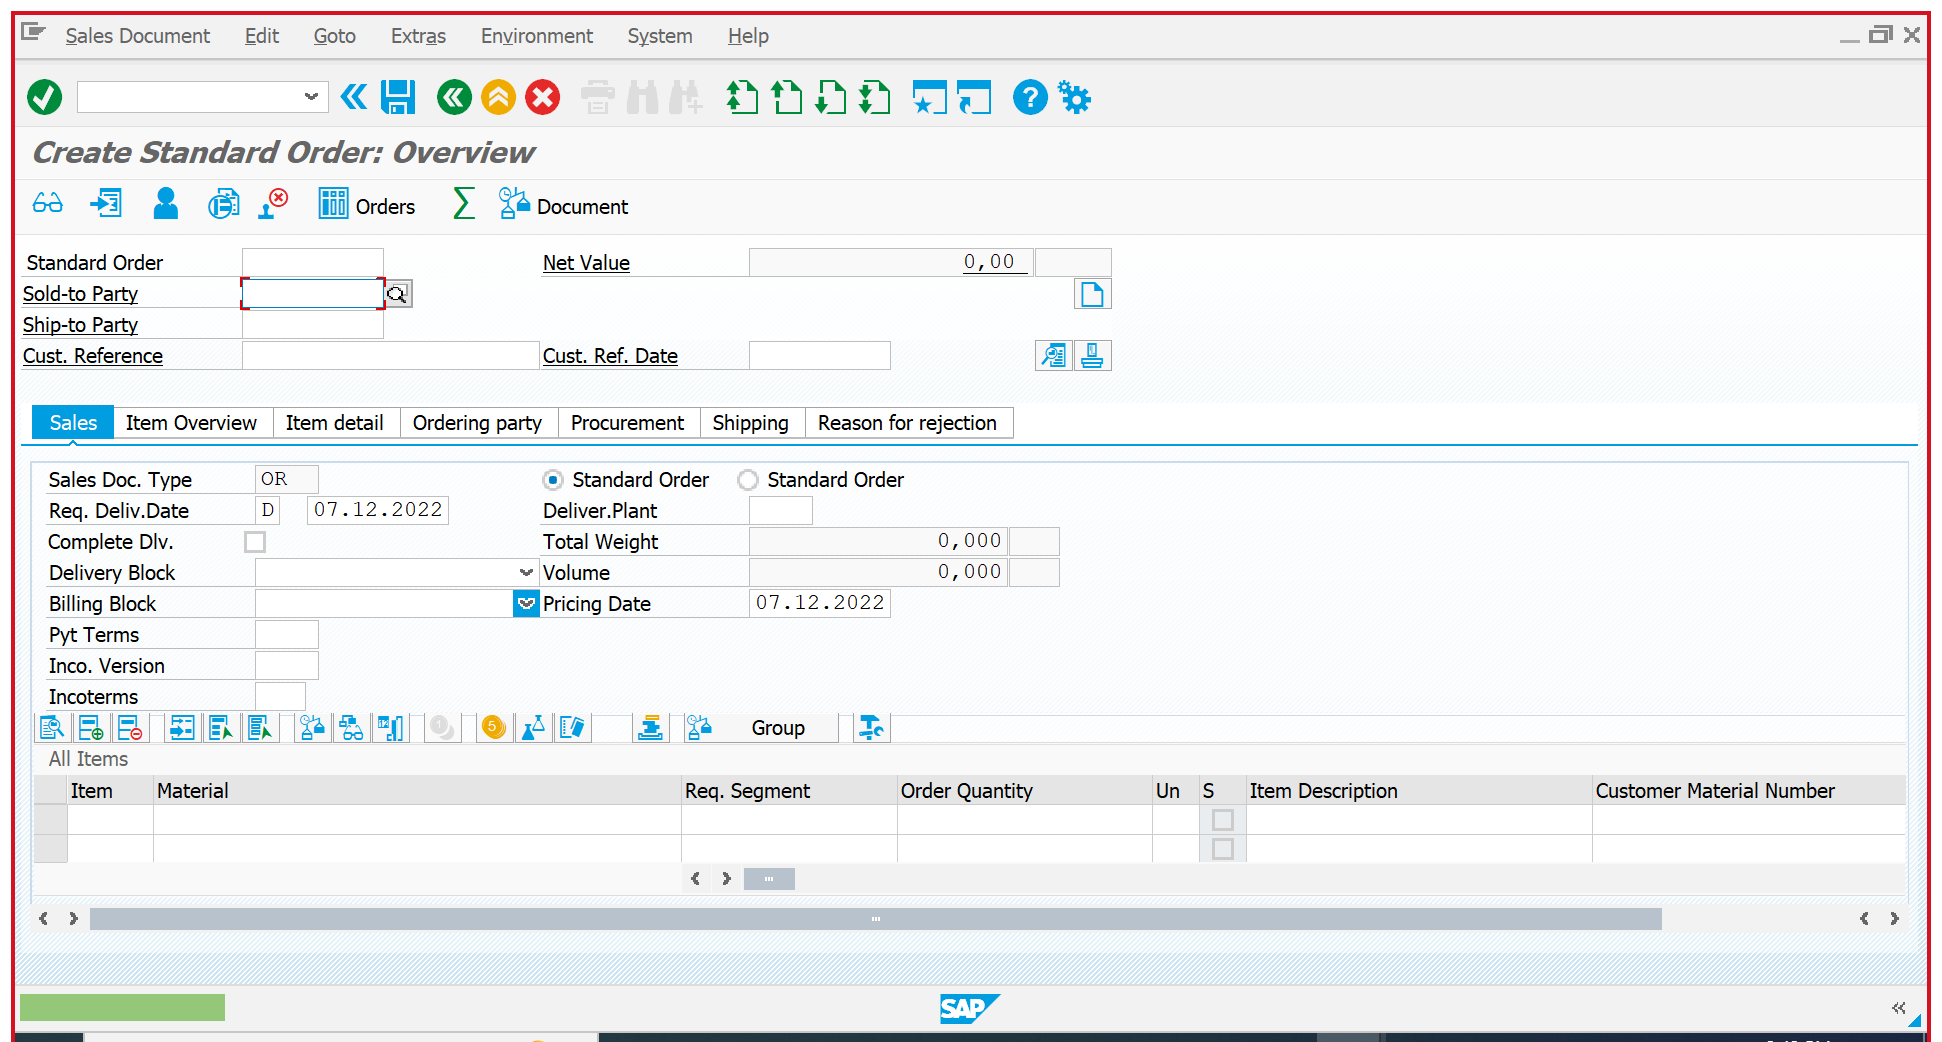 Sales Document Edit Goto Extras Environment System Help
Create Standard Order: Overview
Orders Document
Standard Order Net Value 0,00
Sold-to Party
Ship-to Party
Cust. Reference Cust. Ref. Date
Sales Item Overview Item detail Ordering party Procurement Shipping Reason for rejection
Sales Doc. Type OR Standard Order Standard Order
Req. Deliv.Date D 07.12.2022 Deliver.Plant
Complete Dlv. Total Weight 0,000
Delivery Block Volume 0,000
Billing Block Pricing Date 07.12.2022
Pyt Terms
Inco. Version
Incoterms
Group
All Items
Item Material Req. Segment Order Quantity Un S Item Description Customer Material Number
SAP